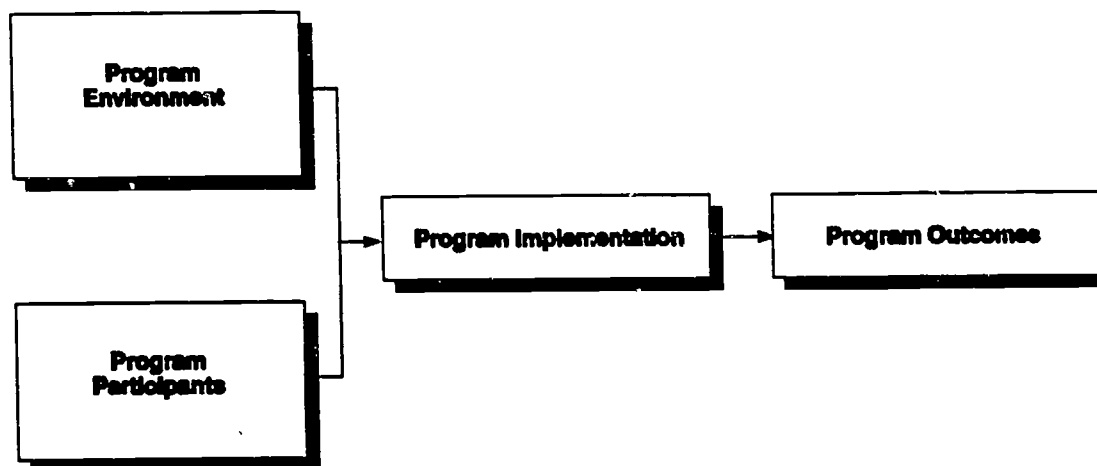 Program
Environment
Program Implementation
Program Outcomes
Program
Participants